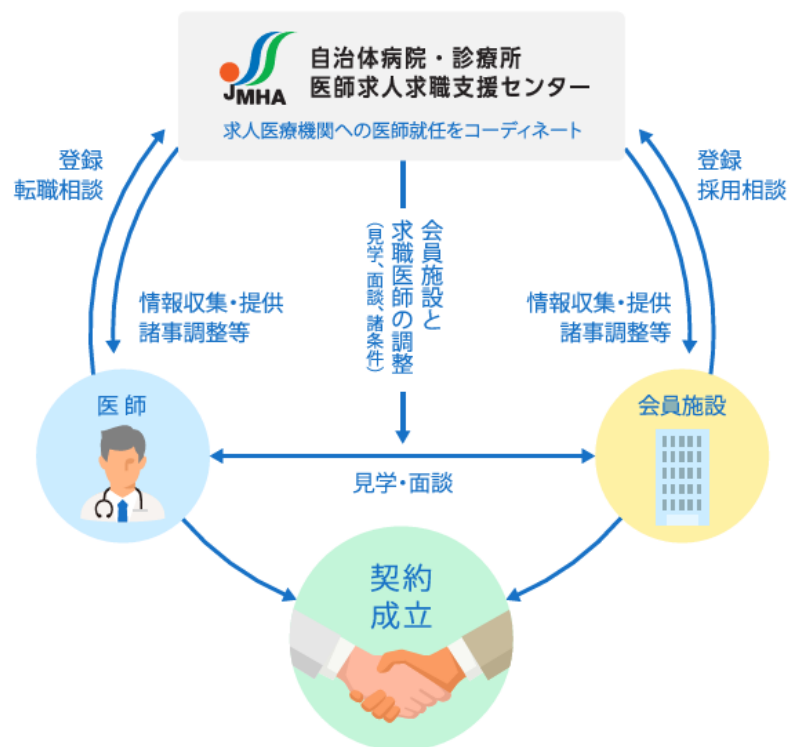 JMHA
自治体病院・診療所
医師求人求職支援センター
求人医療機関への医師就任をコーディネート
登録
転職相談
登録
採用相談
会員施設と
求職医師の調整
(見学、面談、諸条件)
情報収集・提供
諸事調整等
情報収集・提供
諸事調整等
医師
会員施設
見学・面談
契約
成立